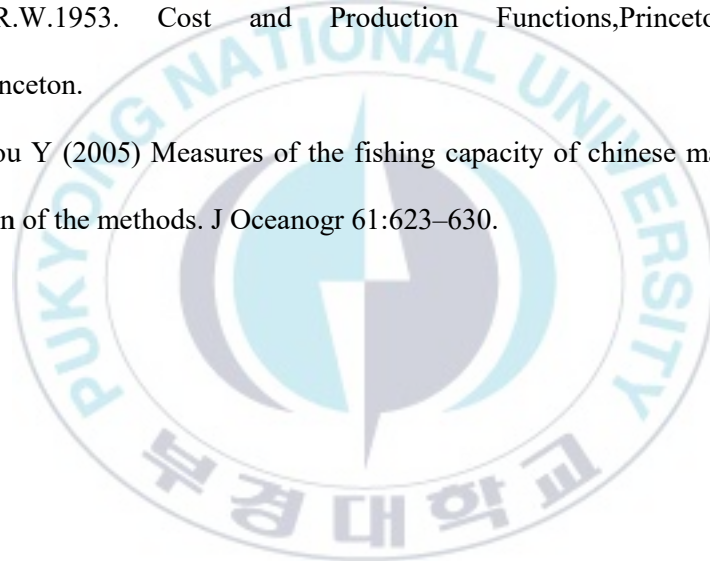 R.W.1953. Cost and Production Functions,Princeto
nceton.
ou Y (2005) Measures of the fishing capacity of chinese ma
n of the methods. J Oceanogr 61:623–630.
PUKYONG NATIONAL UNIVERSITY
부경대학교